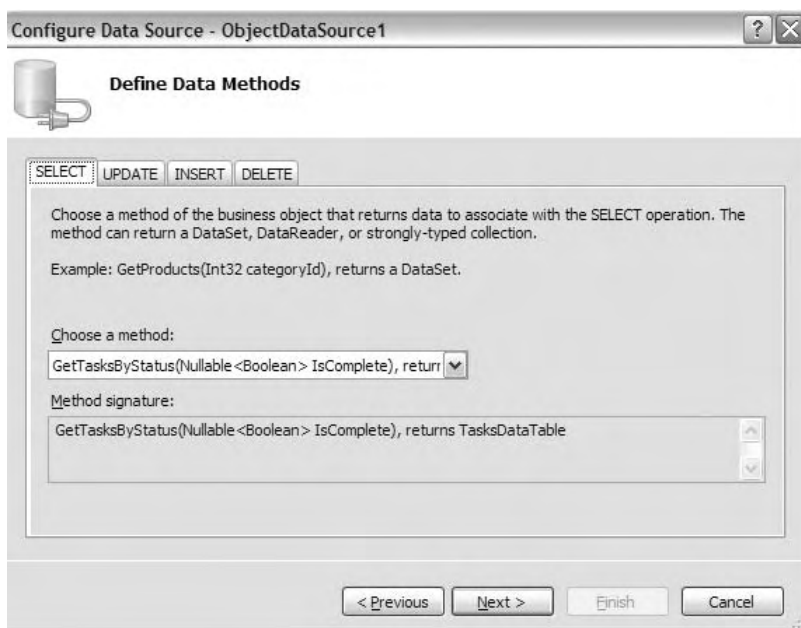 Configure Data Source - ObjectDataSource1
Define Data Methods
SELECT UPDATE INSERT DELETE
Choose a method of the business object that returns data to associate with the SELECT operation. The
method can return a DataSet, DataReader, or strongly-typed collection.
Example: GetProducts(Int32 categoryId), returns a DataSet.
Choose a method:
GetTasksByStatus(Nullable<Boolean> IsComplete), return
Method signature:
GetTasksByStatus(Nullable<Boolean> IsComplete), returns TasksDataTable
< Previous Next > Finish Cancel